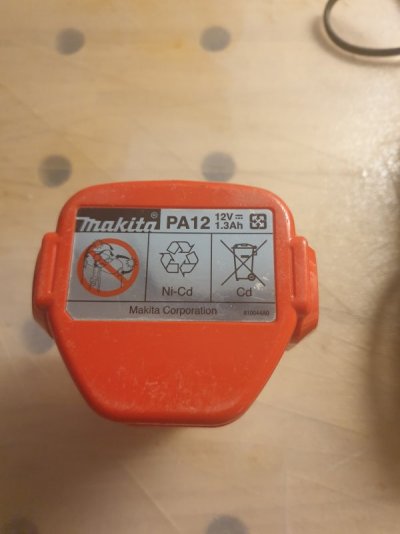 makita® PA12 12V⎓ 1.3Ah
Ni-Cd
Cd
Makita Corporation